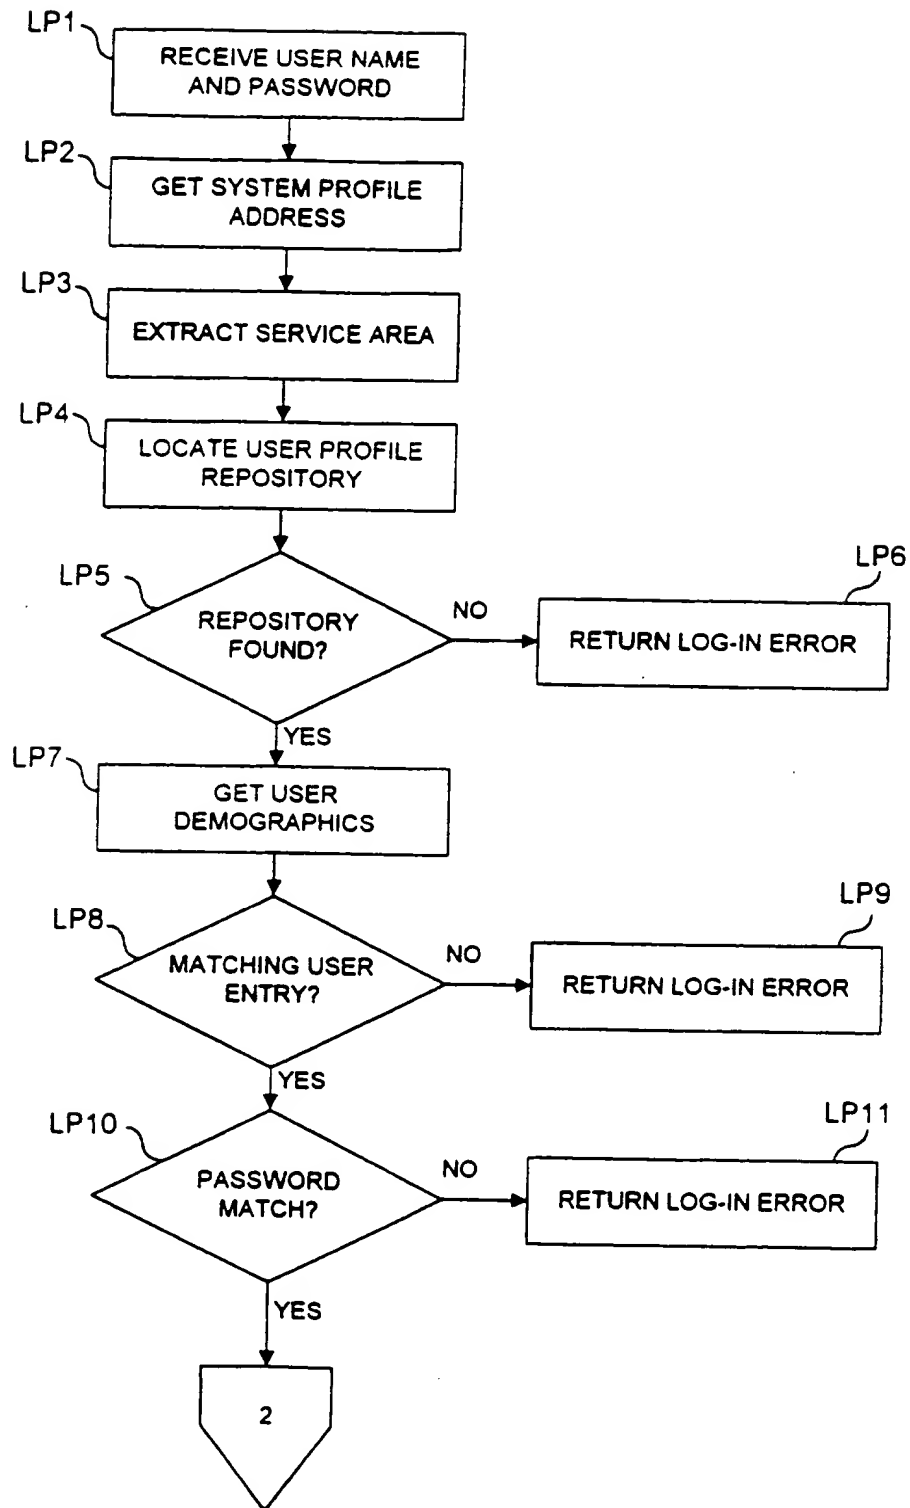 LP1
RECEIVE USER NAME
AND PASSWORD
LP2
GET SYSTEM PROFILE
ADDRESS
LP3
EXTRACT SERVICE AREA
LP4
LOCATE USER PROFILE
REPOSITORY
LP5
REPOSITORY
FOUND?
NO
LP6
RETURN LOG-IN ERROR
YES
LP7
GET USER
DEMOGRAPHICS
LP8
MATCHING USER
ENTRY?
NO
LP9
RETURN LOG-IN ERROR
YES
LP10
PASSWORD
MATCH?
NO
LP11
RETURN LOG-IN ERROR
YES
2